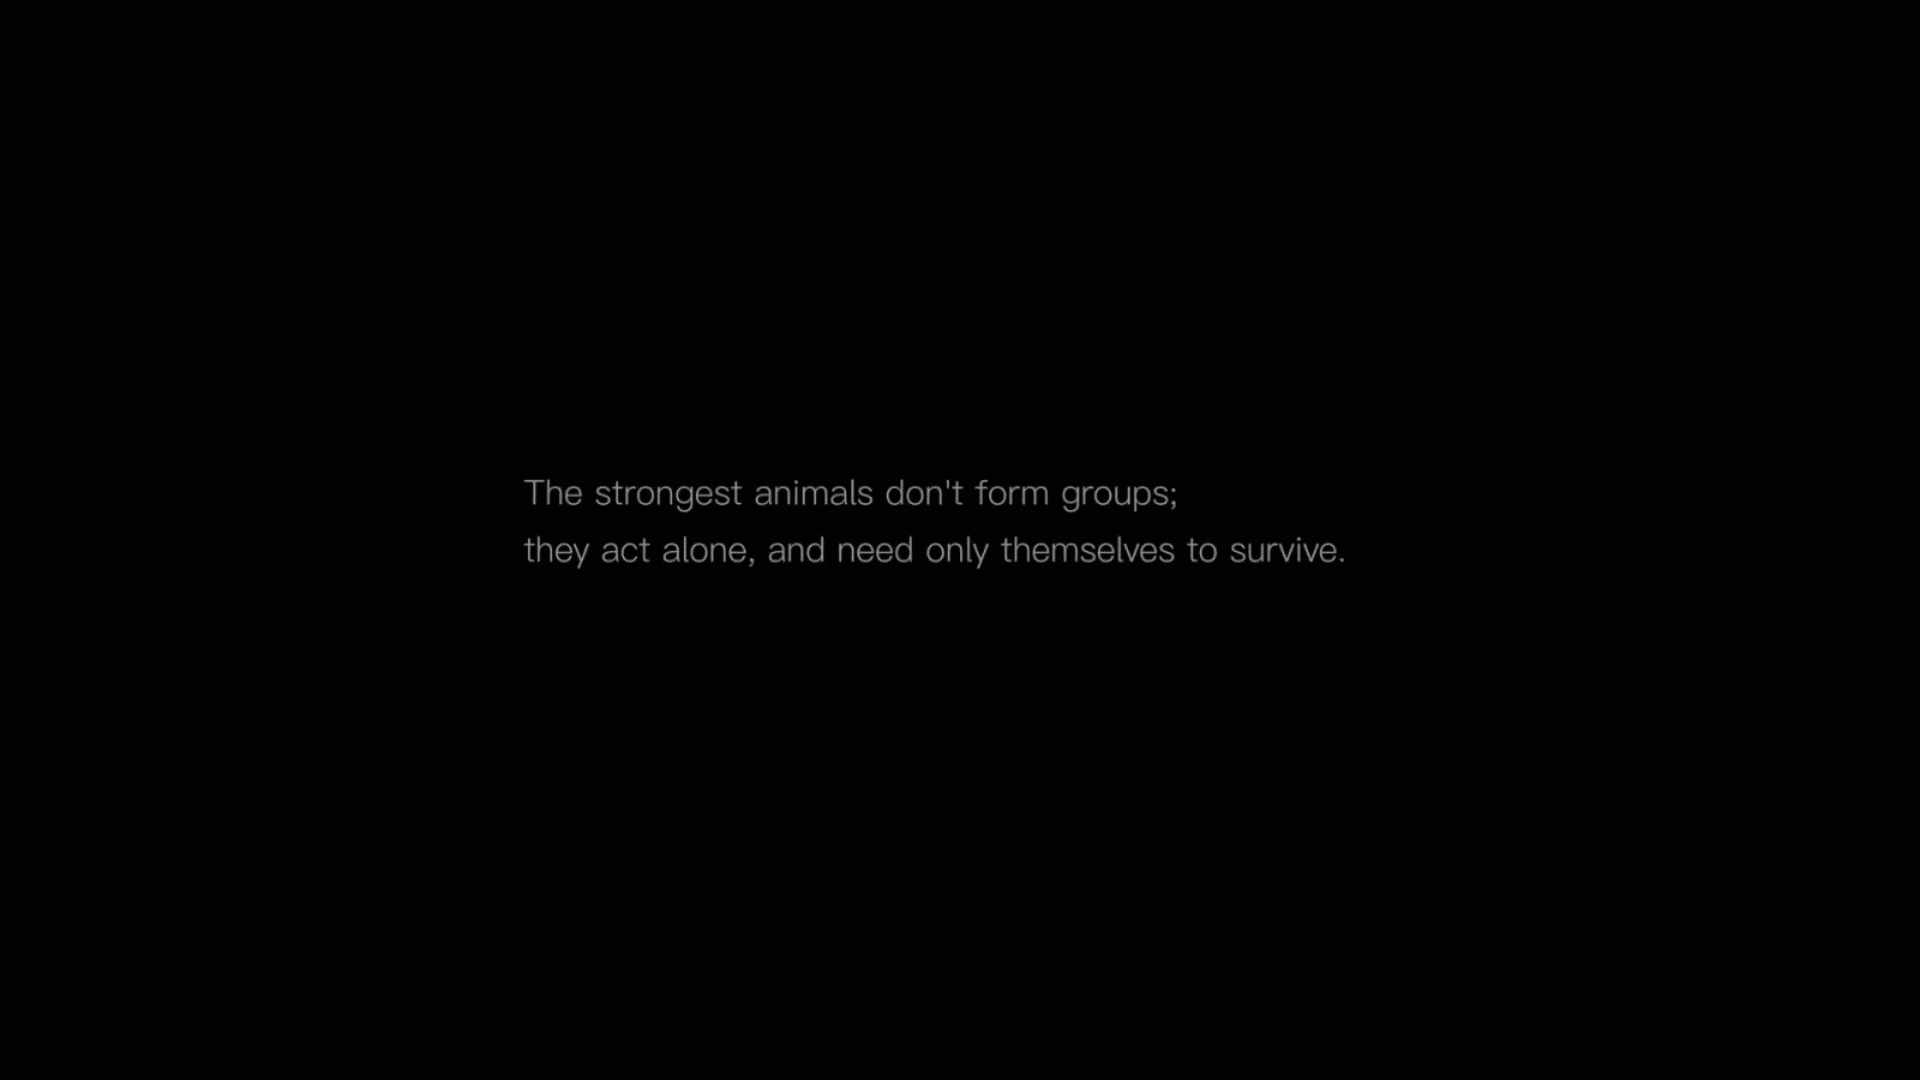 The strongest animals don't form groups;
they act alone, and need only themselves to survive.